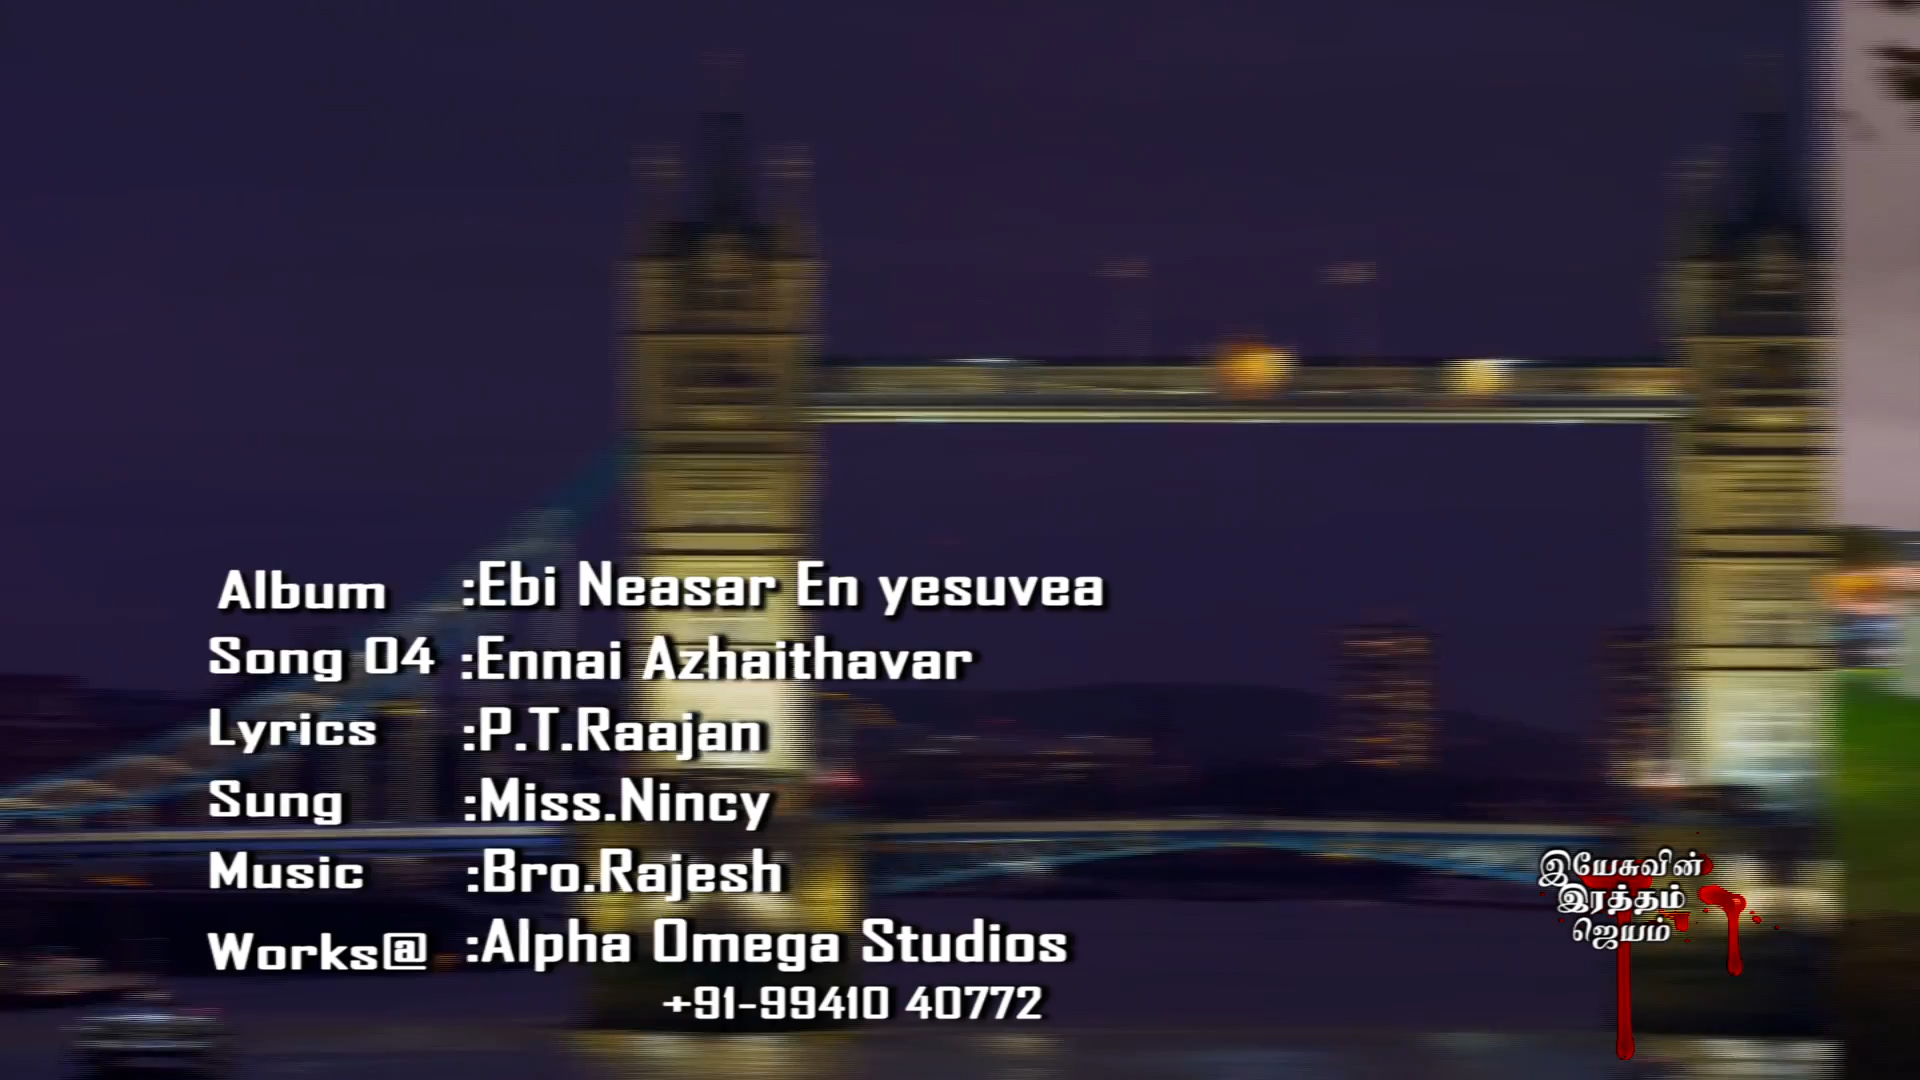 Album :Ebi Neasar En yesuvea
Song 04 :Ennai Azhaithavar
Lyrics :P.T.Raajan
Sung :Miss.Nincy
Music :Bro.Rajesh
Works@ :Alpha Omega Studios
+91-99410 40772
இயேசுவின்
இரத்தம்
ஜெயம்